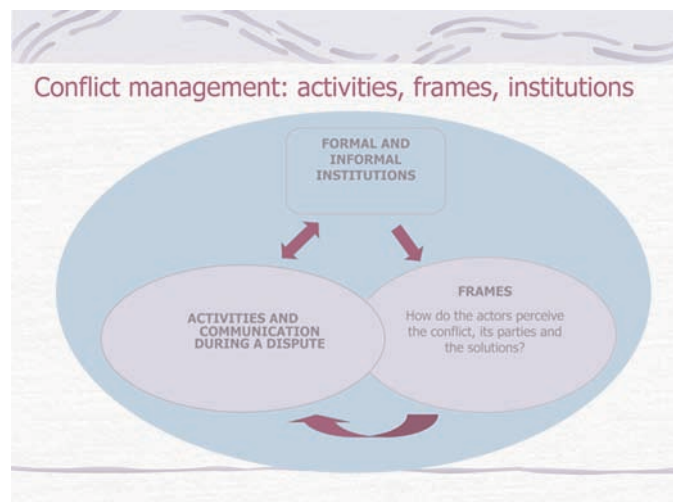 Conflict management: activities, frames, institutions
FORMAL AND
INFORMAL
INSTITUTIONS
ACTIVITIES AND
COMMUNICATION
DURING A DISPUTE
FRAMES
How do the actors perceive
the conflict, its parties and
the solutions?